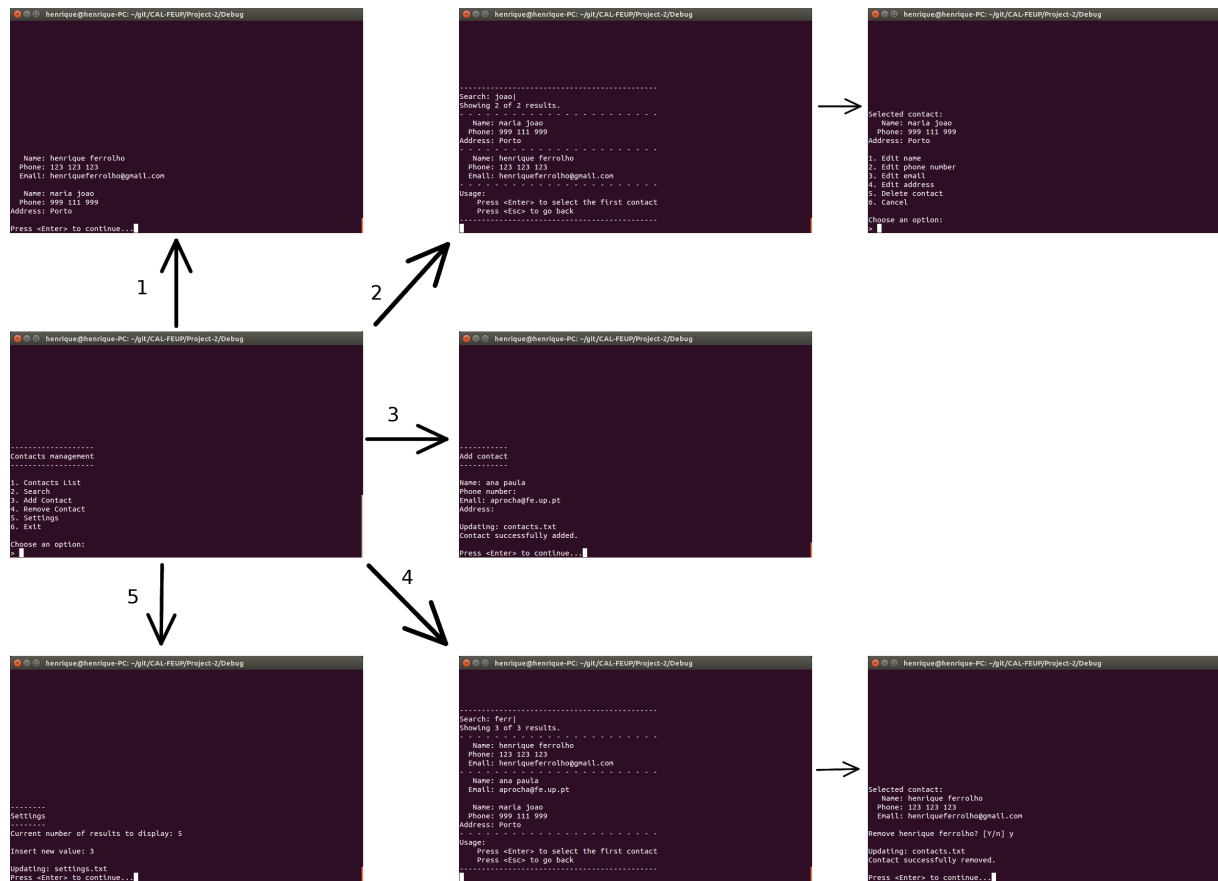 henrique@henrique-PC: ~/git/CAL-FEUP/Project-2/Debug
Name: henrique ferrolho
Phone: 123 123 123
Email: henriqueferrolho@gmail.com
Name: maria joao
Phone: 999 111 999
Address: Porto
Press <Enter> to continue...
henrique@henrique-PC: ~/git/CAL-FEUP/Project-2/Debug
---------------------------------------------
Search: joao|
Showing 2 of 2 results.
- - - - - - - - - - - - - - - - - - - - - - -
Name: maria joao
Phone: 999 111 999
Address: Porto
- - - - - - - - - - - - - - - - - - - - - - -
Name: henrique ferrolho
Phone: 123 123 123
Email: henriqueferrolho@gmail.com
- - - - - - - - - - - - - - - - - - - - - - -
Usage:
Press <Enter> to select the first contact
Press <Esc> to go back
---------------------------------------------
henrique@henrique-PC: ~/git/CAL-FEUP/Project-2/Debug
Selected contact:
Name: maria joao
Phone: 999 111 999
Address: Porto
1. Edit name
2. Edit phone number
3. Edit email
4. Edit address
5. Delete contact
6. Cancel
Choose an option:
>
1
2
henrique@henrique-PC: ~/git/CAL-FEUP/Project-2/Debug
-------------------
Contacts management
-------------------
1. Contacts List
2. Search
3. Add Contact
4. Remove Contact
5. Settings
6. Exit
Choose an option:
>
3
henrique@henrique-PC: ~/git/CAL-FEUP/Project-2/Debug
-----------
Add contact
-----------
Name: ana paula
Phone number:
Email: aprocha@fe.up.pt
Address:
Updating: contacts.txt
Contact successfully added.
Press <Enter> to continue...
5
4
henrique@henrique-PC: ~/git/CAL-FEUP/Project-2/Debug
--------
Settings
--------
Current number of results to display: 5
Insert new value: 3
Updating: settings.txt
Press <Enter> to continue...
henrique@henrique-PC: ~/git/CAL-FEUP/Project-2/Debug
---------------------------------------------
Search: ferr|
Showing 3 of 3 results.
- - - - - - - - - - - - - - - - - - - - - - -
Name: henrique ferrolho
Phone: 123 123 123
Email: henriqueferrolho@gmail.com
- - - - - - - - - - - - - - - - - - - - - - -
Name: ana paula
Email: aprocha@fe.up.pt
Name: maria joao
Phone: 999 111 999
Address: Porto
- - - - - - - - - - - - - - - - - - - - - - -
Usage:
Press <Enter> to select the first contact
Press <Esc> to go back
---------------------------------------------
henrique@henrique-PC: ~/git/CAL-FEUP/Project-2/Debug
Selected contact:
Name: henrique ferrolho
Phone: 123 123 123
Email: henriqueferrolho@gmail.com
Remove henrique ferrolho? [Y/n] y
Updating: contacts.txt
Contact successfully removed.
Press <Enter> to continue...